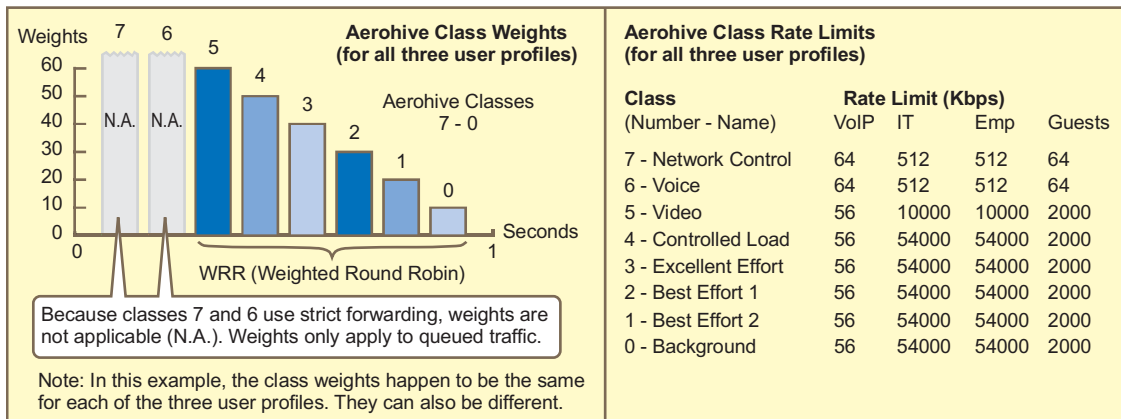 Weights
7
6
5
4
3
2
1
0
60
50
40
30
20
10
0
N.A.
N.A.
Aerohive Class Weights
(for all three user profiles)
Aerohive Classes
7 - 0
0
1
Seconds
WRR (Weighted Round Robin)
Because classes 7 and 6 use strict forwarding, weights are
not applicable (N.A.). Weights only apply to queued traffic.
Note: In this example, the class weights happen to be the same
for each of the three user profiles. They can also be different.
Aerohive Class Rate Limits
(for all three user profiles)
Class Rate Limit (Kbps)
(Number - Name) VoIP IT Emp Guests
7 - Network Control 64 512 512 64
6 - Voice 64 512 512 64
5 - Video 56 10000 10000 2000
4 - Controlled Load 56 54000 54000 2000
3 - Excellent Effort 56 54000 54000 2000
2 - Best Effort 1 56 54000 54000 2000
1 - Best Effort 2 56 54000 54000 2000
0 - Background 56 54000 54000 2000